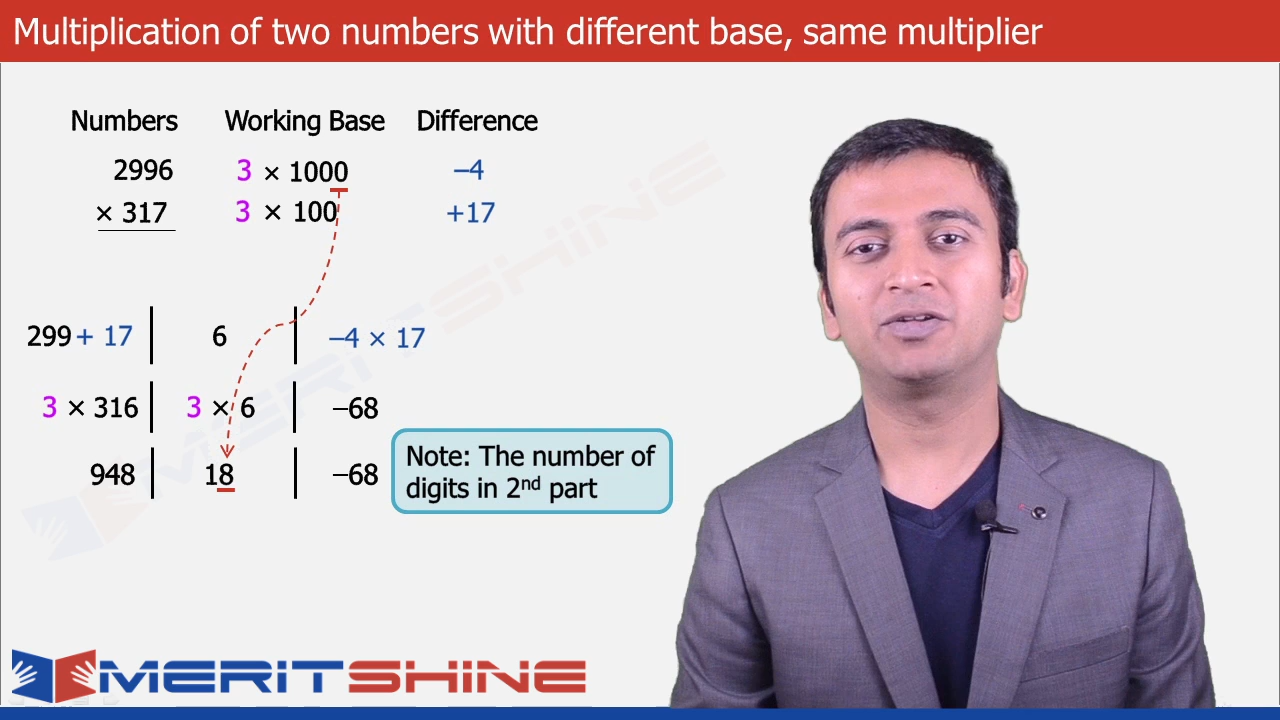 Multiplication of two numbers with different base, same multiplier
Numbers Working Base Difference
2996 3 × 1000 –4
× 317 3 × 100 +17
299 + 17 | 6 | –4 × 17
3 × 316 | 3 × 6 | –68
948 | 18 | –68
Note: The number of
digits in 2nd part
MERITSHINE
MERITSHINE